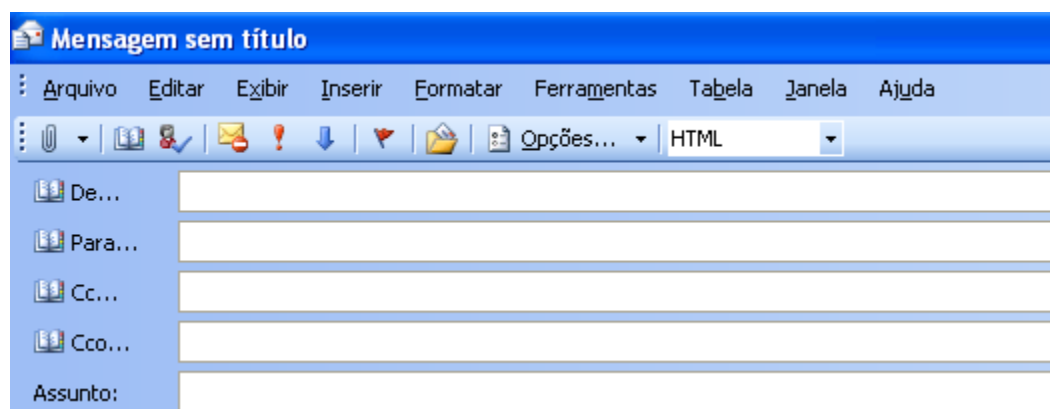 Mensagem sem título
Arquivo Editar Exibir Inserir Formatar Ferramentas Tabela Janela Ajuda
Opções... HTML
De...
Para...
Cc...
Cco...
Assunto: